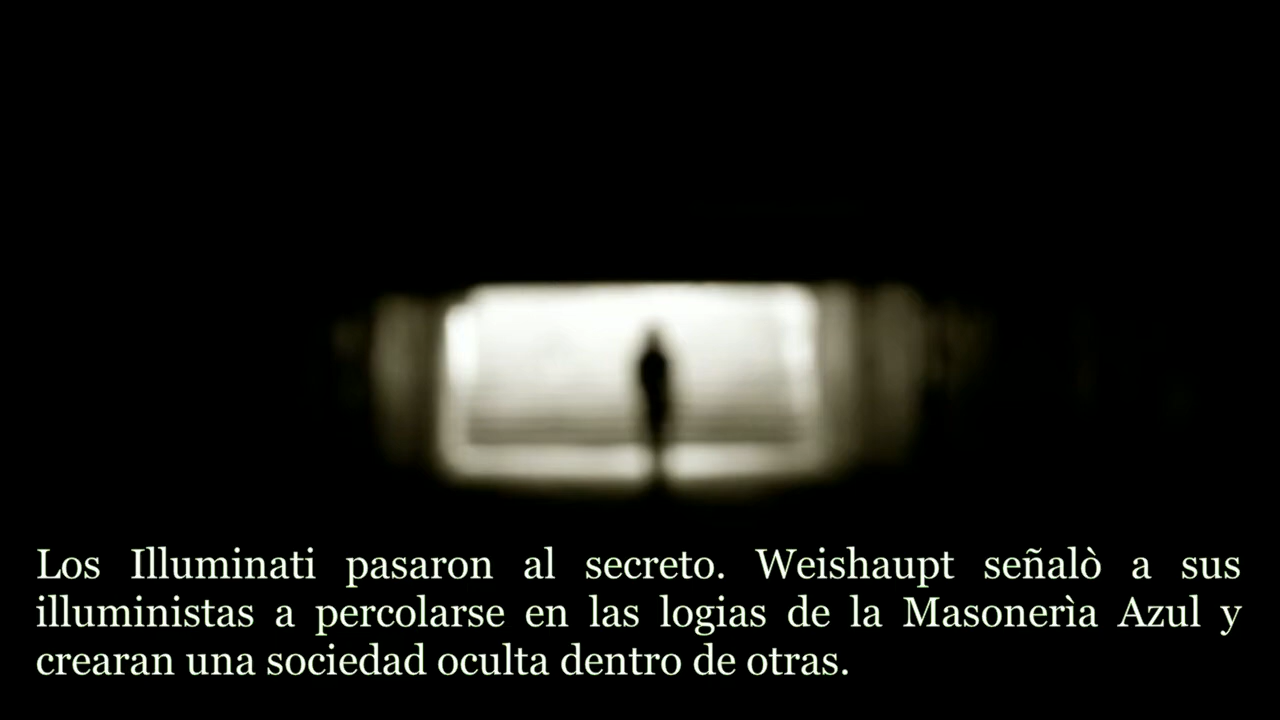 Los Illuminati pasaron al secreto. Weishaupt señalò a sus
illuministas a percolarse en las logias de la Masonerìa Azul y
crearan una sociedad oculta dentro de otras.